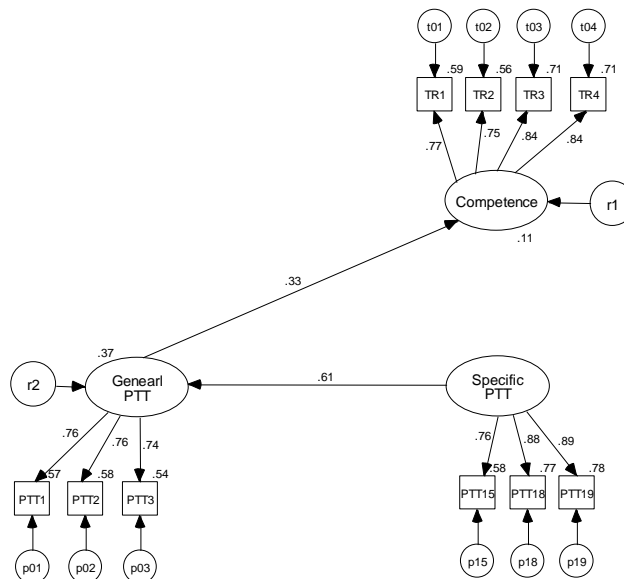 t01 t02 t03 t04
.59 .56 .71 .71
TR1 TR2 TR3 TR4
.77 .75 .84 .84
Competence r1
.11
.33
.37
r2 Genearl PTT
.61
Specific PTT
.76 .76 .74
.76 .88 .89
.57 .58 .54
.58 .77 .78
PTT1 PTT2 PTT3
PTT15 PTT18 PTT19
p01 p02 p03
p15 p18 p19